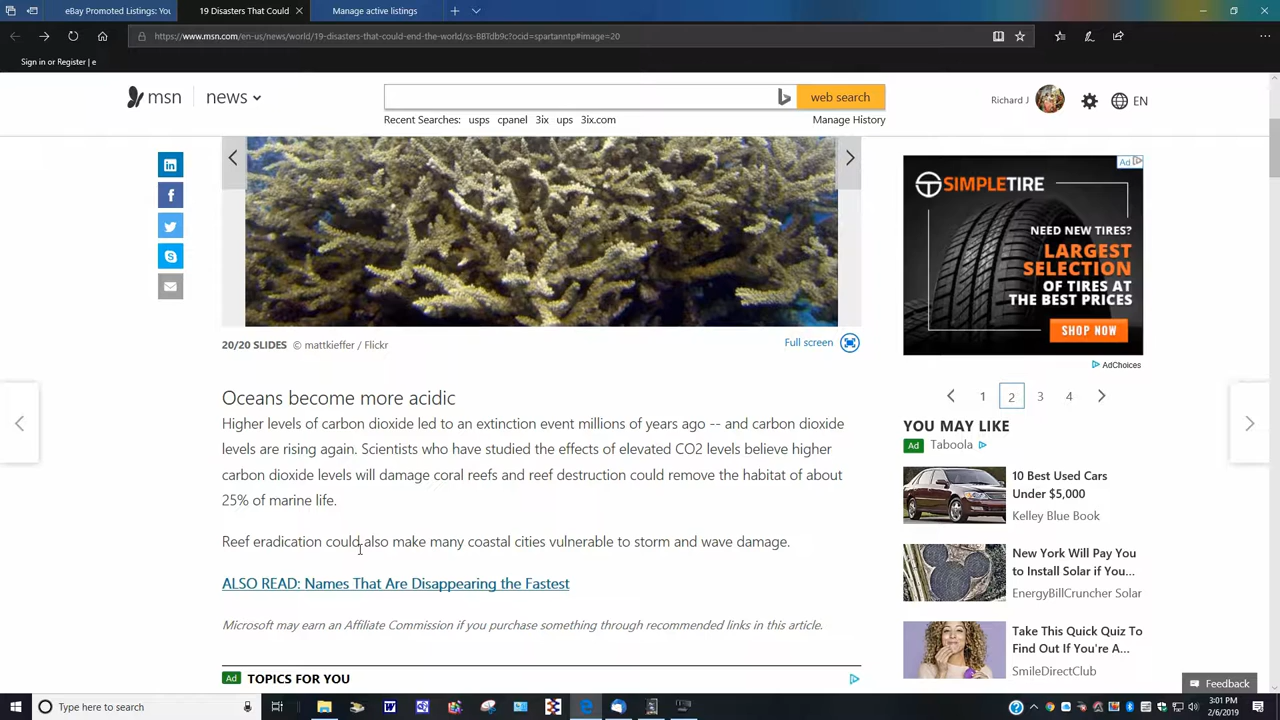 eBay Promoted Listings: You
19 Disasters That Could
Manage active listings
https://www.msn.com/en-us/news/world/19-disasters-that-could-end-the-world/ss-BBTdb9c?ocid=spartanntp#image=20
Sign in or Register | e
msn
news
web search
Richard J
EN
Recent Searches: usps cpanel 3ix ups 3ix.com
Manage History
Ad
SIMPLETIRE
NEED NEW TIRES?
LARGEST
SELECTION
OF TIRES AT
THE BEST PRICES
SHOP NOW
AdChoices
20/20 SLIDES © mattkieffer / Flickr
Full screen
Oceans become more acidic
Higher levels of carbon dioxide led to an extinction event millions of years ago -- and carbon dioxide
levels are rising again. Scientists who have studied the effects of elevated CO2 levels believe higher
carbon dioxide levels will damage coral reefs and reef destruction could remove the habitat of about
25% of marine life.
Reef eradication could also make many coastal cities vulnerable to storm and wave damage.
ALSO READ: Names That Are Disappearing the Fastest
Microsoft may earn an Affiliate Commission if you purchase something through recommended links in this article.
Ad TOPICS FOR YOU
1 2 3 4
YOU MAY LIKE
Ad Taboola
10 Best Used Cars
Under $5,000
Kelley Blue Book
New York Will Pay You
to Install Solar if You...
EnergyBillCruncher Solar
Take This Quick Quiz To
Find Out If You're A...
SmileDirectClub
Feedback
Type here to search
3:01 PM
2/6/2019